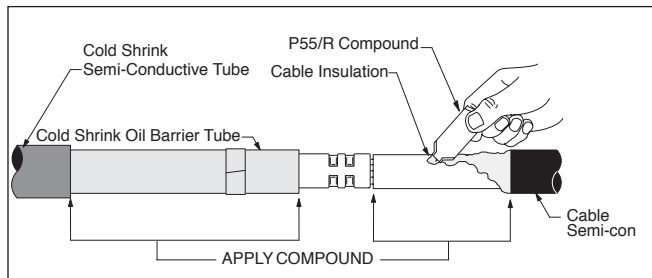 Cold Shrink
Semi-Conductive Tube
P55/R Compound
Cable Insulation
Cold Shrink Oil Barrier Tube
Cable
Semi-con
APPLY COMPOUND